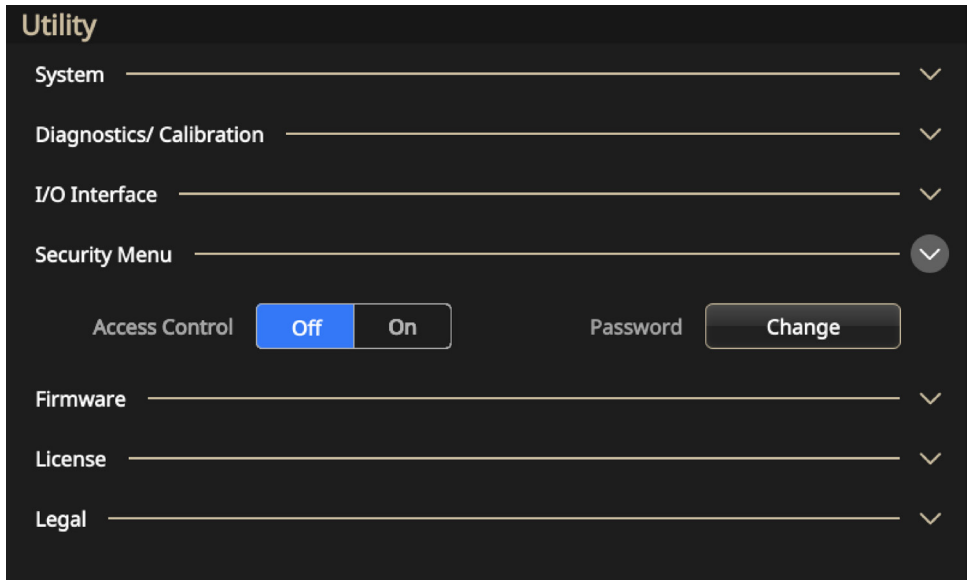 Utility
System
Diagnostics/ Calibration
I/O Interface
Security Menu
Access Control Off On Password Change
Firmware
License
Legal